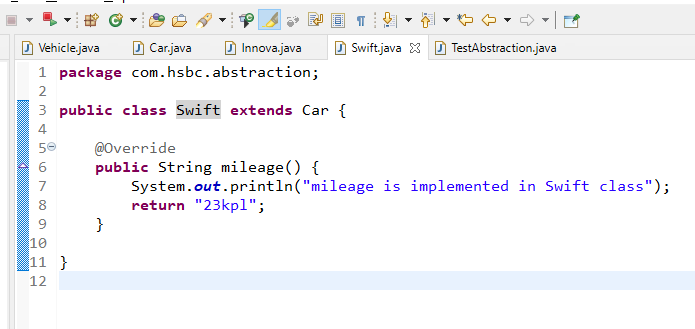 Vehicle.java Car.java Innova.java Swift.java TestAbstraction.java
1 package com.hsbc.abstraction;
2
3 public class Swift extends Car {
4
5 @Override
6 public String mileage() {
7 System.out.println("mileage is implemented in Swift class");
8 return "23kpl";
9 }
10
11 }
12